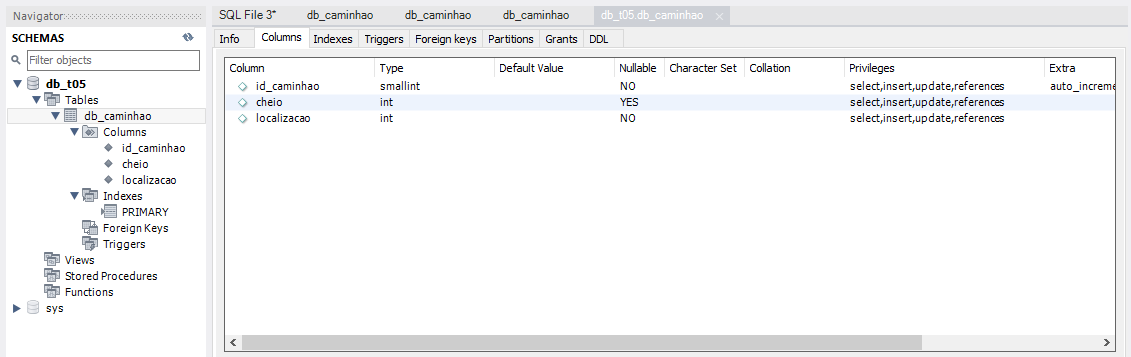 Navigator
SCHEMAS
Filter objects
db_t05
Tables
db_caminhao
Columns
id_caminhao
cheio
localizacao
Indexes
PRIMARY
Foreign Keys
Triggers
Views
Stored Procedures
Functions
sys
SQL File 3* db_caminhao db_caminhao db_caminhao db_t05.db_caminhao
Info Columns Indexes Triggers Foreign keys Partitions Grants DDL
Column Type Default Value Nullable Character Set Collation Privileges Extra
id_caminhao smallint NO select,insert,update,references auto_increme
cheio int YES select,insert,update,references
localizacao int NO select,insert,update,references